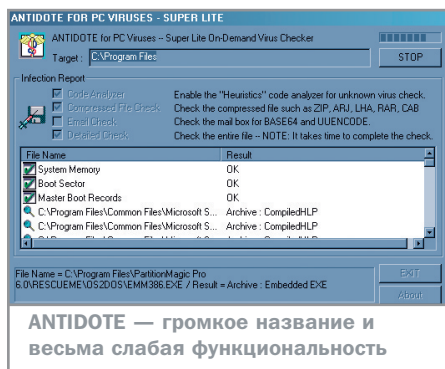 ANTIDOTE FOR PC VIRUSES - SUPER LITE
ANTIDOTE for PC Viruses -- Super Lite On-Demand Virus Checker
Target : C:\Program Files
STOP
Infection Report
Code Analyzer Enable the "Heuristics" code analyzer for unknown virus check.
Compressed File Check Check the compressed file such as ZIP, ARJ, LHA, RAR, CAB
Email Check Check the mail box for BASE64 and UUENCODE.
Detailed Check Check the entire file -- NOTE: It takes time to complete the check.
File Name Result
System Memory OK
Boot Sector OK
Master Boot Records OK
C:\Program Files\Common Files\Microsoft S... Archive : CompiledHLP
C:\Program Files\Common Files\Microsoft S... Archive : CompiledHLP
File Name = C:\Program Files\PartitionMagic Pro
6.0\RESCUEME\OS2DOS\EMM386.EXE / Result = Archive : Embedded EXE
EXIT
About
ANTIDOTE — громкое название и
весьма слабая функциональность